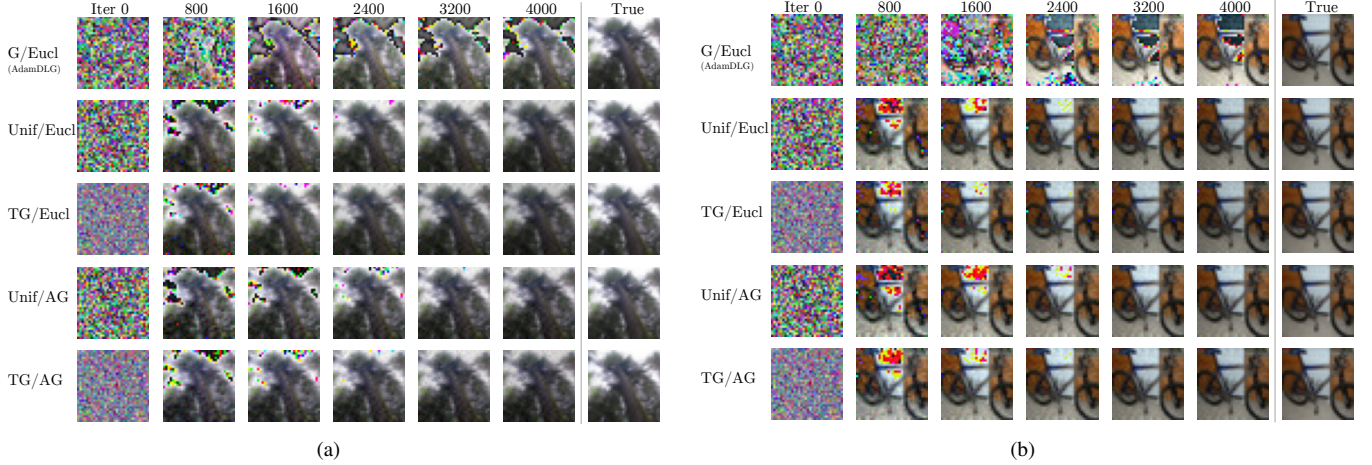 Iter 0 800 1600 2400 3200 4000 True
G/Eucl
(AdamDLG)
Unif/Eucl
TG/Eucl
Unif/AG
TG/AG
(a)
Iter 0 800 1600 2400 3200 4000 True
G/Eucl
(AdamDLG)
Unif/Eucl
TG/Eucl
Unif/AG
TG/AG
(b)